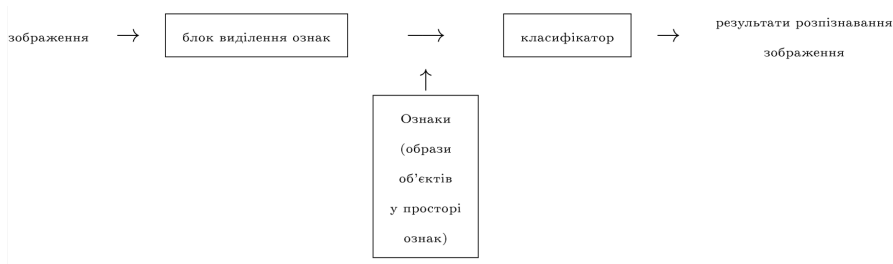 зображення
блок виділення ознак
класифікатор
результати розпізнавання
зображення
Ознаки
(образи
об'єктів
у просторі
ознак)